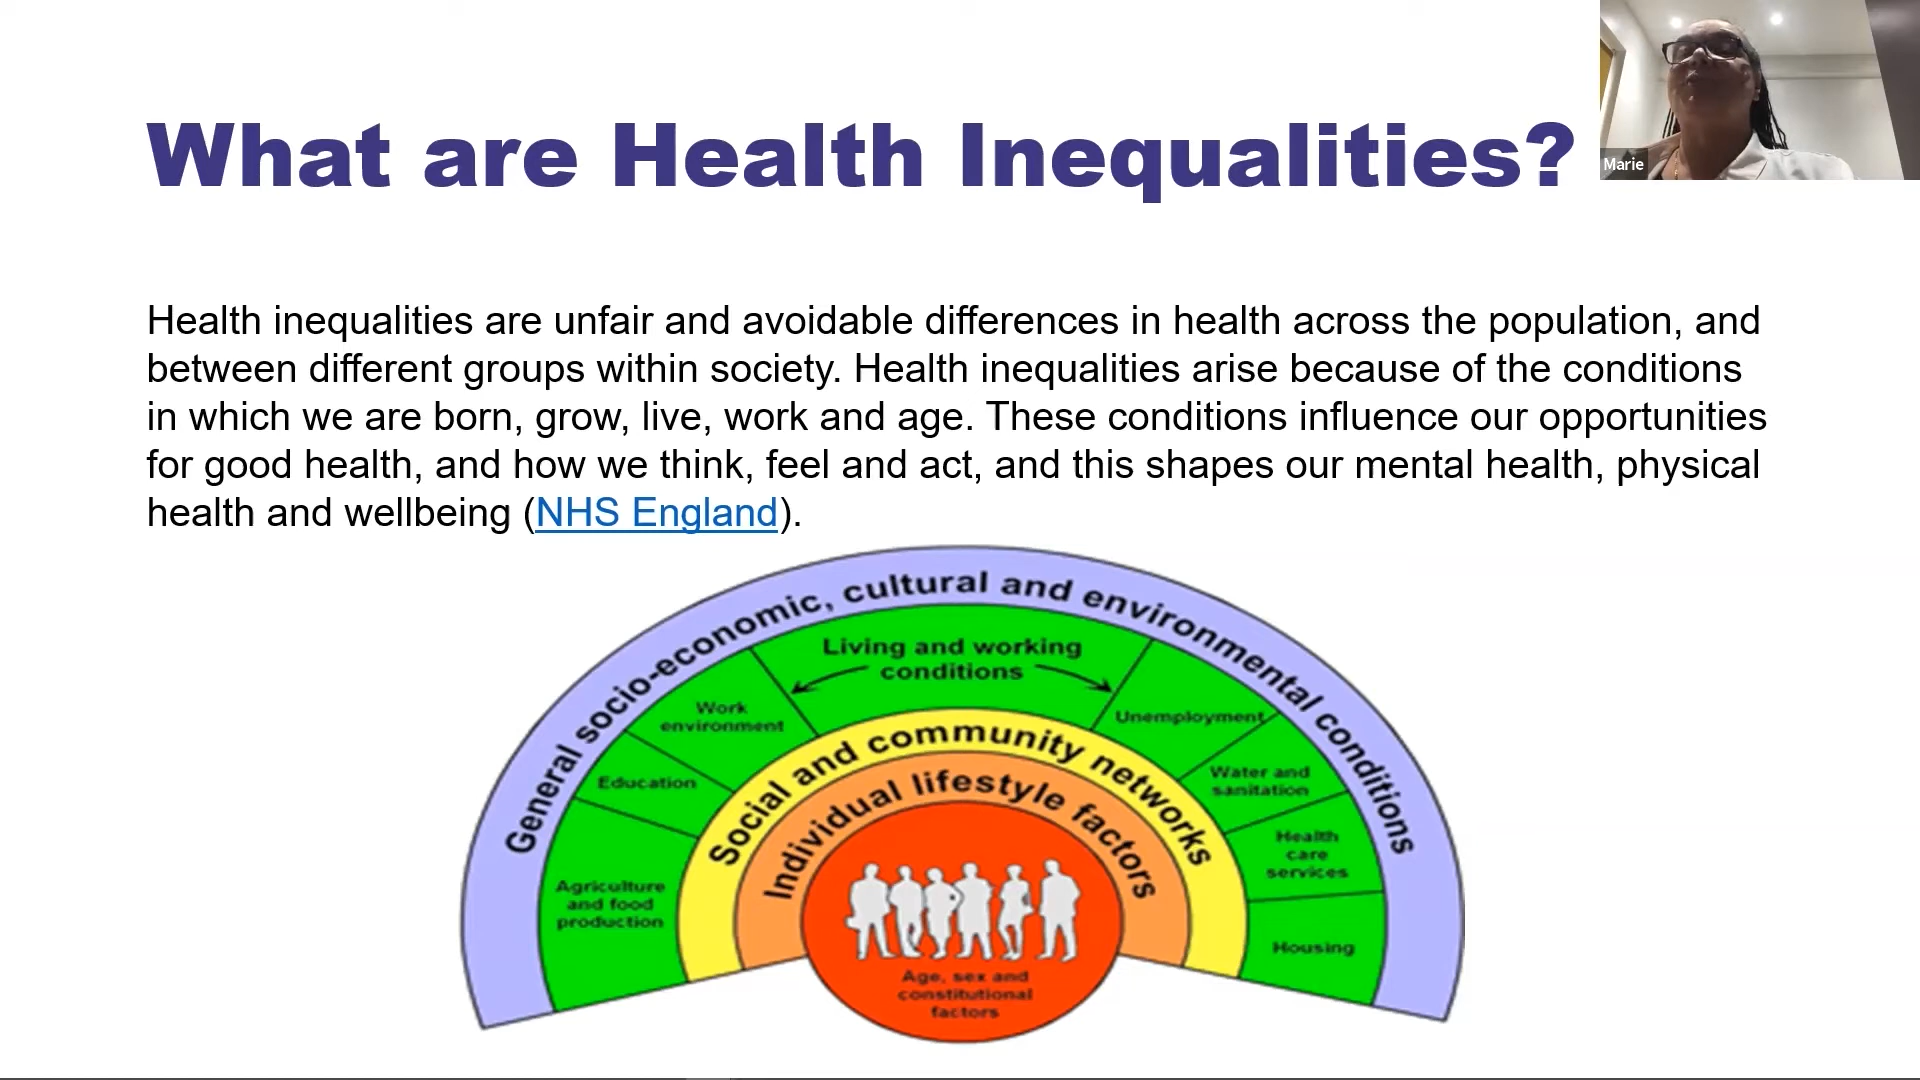 What are Health Inequalities?
Marie
Health inequalities are unfair and avoidable differences in health across the population, and
between different groups within society. Health inequalities arise because of the conditions
in which we are born, grow, live, work and age. These conditions influence our opportunities
for good health, and how we think, feel and act, and this shapes our mental health, physical
health and wellbeing (NHS England).
General socio-economic, cultural and environmental conditions
Living and working
conditions
Work
environment
Unemployment
Education
Water and
sanitation
Agriculture
and food
production
Health
care
services
Housing
Social and community networks
Individual lifestyle factors
Age, sex and
constitutional
factors